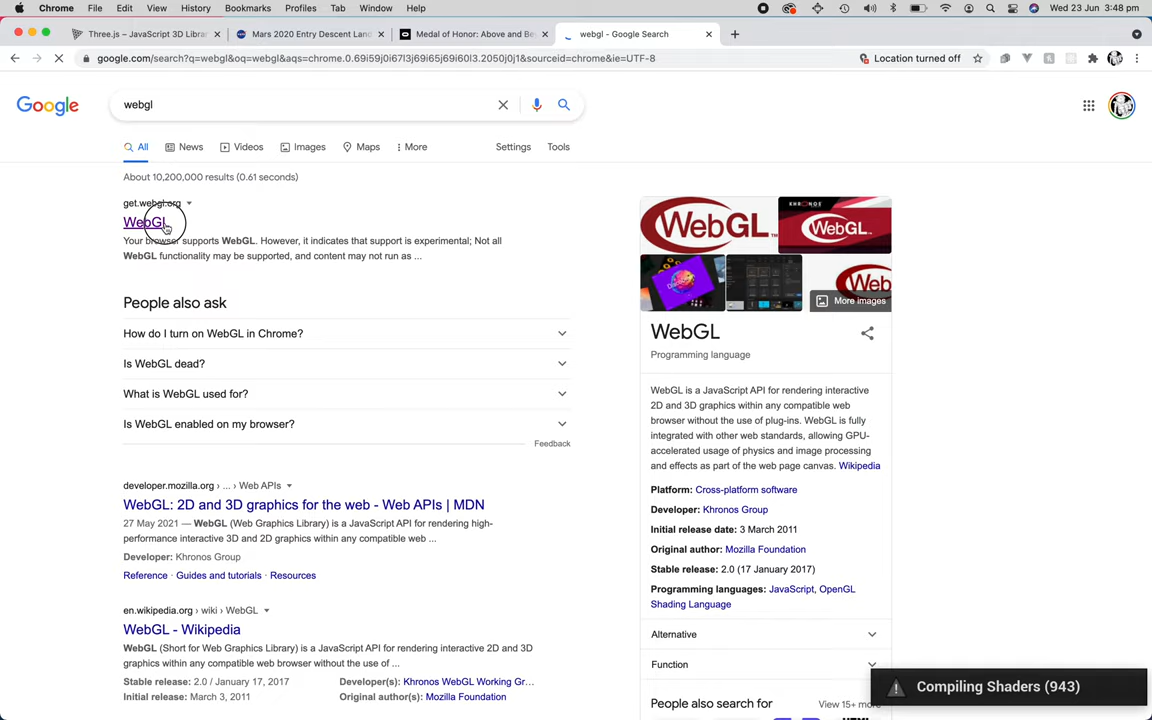 Chrome File Edit View History Bookmarks Profiles Tab Window Help Wed 23 Jun 3:48 pm
Three.js – JavaScript 3D Librar Mars 2020 Entry Descent Land Medal of Honor: Above and Be webgl - Google Search
google.com/search?q=webgl&oq=webgl&aqs=chrome.0.69i59j0i67l3j69i60l3.2050j0j1&sourceid=chrome&ie=UTF-8 Location turned off
Google webgl
All News Videos Images Maps More Settings Tools
About 10,200,000 results (0.61 seconds)
get.webgl.org
WebGL
Your browser supports WebGL. However, it indicates that support is experimental; Not all
WebGL functionality may be supported, and content may not run as ...
People also ask
How do I turn on WebGL in Chrome?
Is WebGL dead?
What is WebGL used for?
Is WebGL enabled on my browser?
Feedback
developer.mozilla.org › ... › Web APIs
WebGL: 2D and 3D graphics for the web - Web APIs | MDN
27 May 2021 — WebGL (Web Graphics Library) is a JavaScript API for rendering high-
performance interactive 3D and 2D graphics within any compatible web ...
Developer: Khronos Group
Reference · Guides and tutorials · Resources
en.wikipedia.org › wiki › WebGL
WebGL - Wikipedia
WebGL (Short for Web Graphics Library) is a JavaScript API for rendering interactive 2D and 3D
graphics within any compatible web browser without the use of ...
Stable release: 2.0 / January 17, 2017 Developer(s): Khronos WebGL Working Gr...
Initial release: March 3, 2011 Original author(s): Mozilla Foundation
WebGL™
KHRONOS
WebGL
WebGL
More images
WebGL
Programming language
WebGL is a JavaScript API for rendering interactive
2D and 3D graphics within any compatible web
browser without the use of plug-ins. WebGL is fully
integrated with other web standards, allowing GPU-
accelerated usage of physics and image processing
and effects as part of the web page canvas. Wikipedia
Platform: Cross-platform software
Developer: Khronos Group
Initial release date: 3 March 2011
Original author: Mozilla Foundation
Stable release: 2.0 (17 January 2017)
Programming languages: JavaScript, OpenGL
Shading Language
Alternative
Function
People also search for View 15+ more
Compiling Shaders (943)